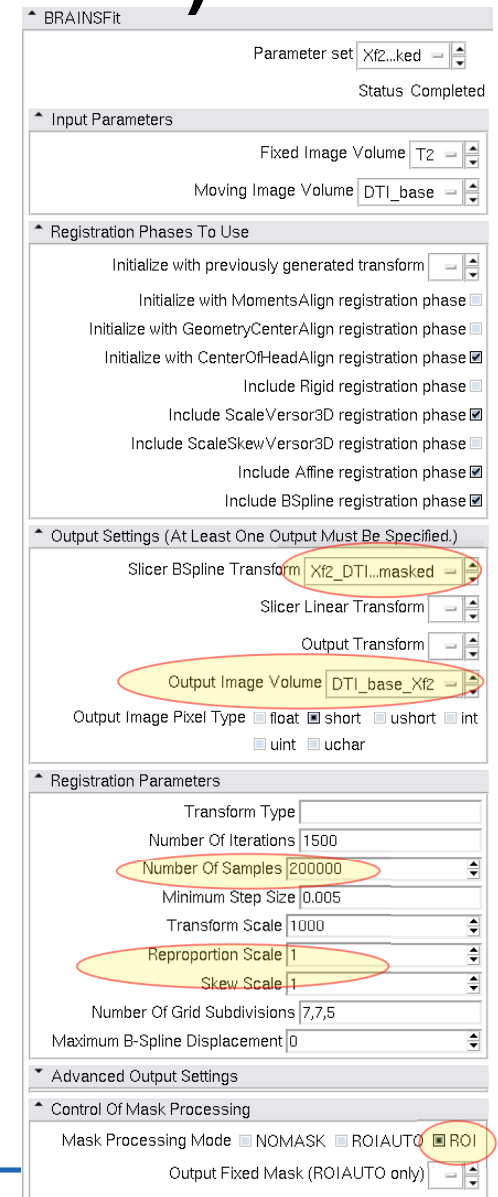 BRAINSFit
Parameter set Xf2...ked
Status Completed
Input Parameters
Fixed Image Volume T2
Moving Image Volume DTI_base
Registration Phases To Use
Initialize with previously generated transform
Initialize with MomentsAlign registration phase
Initialize with GeometryCenterAlign registration phase
Initialize with CenterOfHeadAlign registration phase
Include Rigid registration phase
Include ScaleVersor3D registration phase
Include ScaleSkewVersor3D registration phase
Include Affine registration phase
Include BSpline registration phase
Output Settings (At Least One Output Must Be Specified.)
Slicer BSpline Transform Xf2_DTI...masked
Slicer Linear Transform
Output Transform
Output Image Volume DTI_base_Xf2
Output Image Pixel Type float short ushort int
uint uchar
Registration Parameters
Transform Type
Number Of Iterations 1500
Number Of Samples 200000
Minimum Step Size 0.005
Transform Scale 1000
Reproportion Scale 1
Skew Scale 1
Number Of Grid Subdivisions 7,7,5
Maximum B-Spline Displacement 0
Advanced Output Settings
Control Of Mask Processing
Mask Processing Mode NOMASK ROIAUTO ROI
Output Fixed Mask (ROIAUTO only)